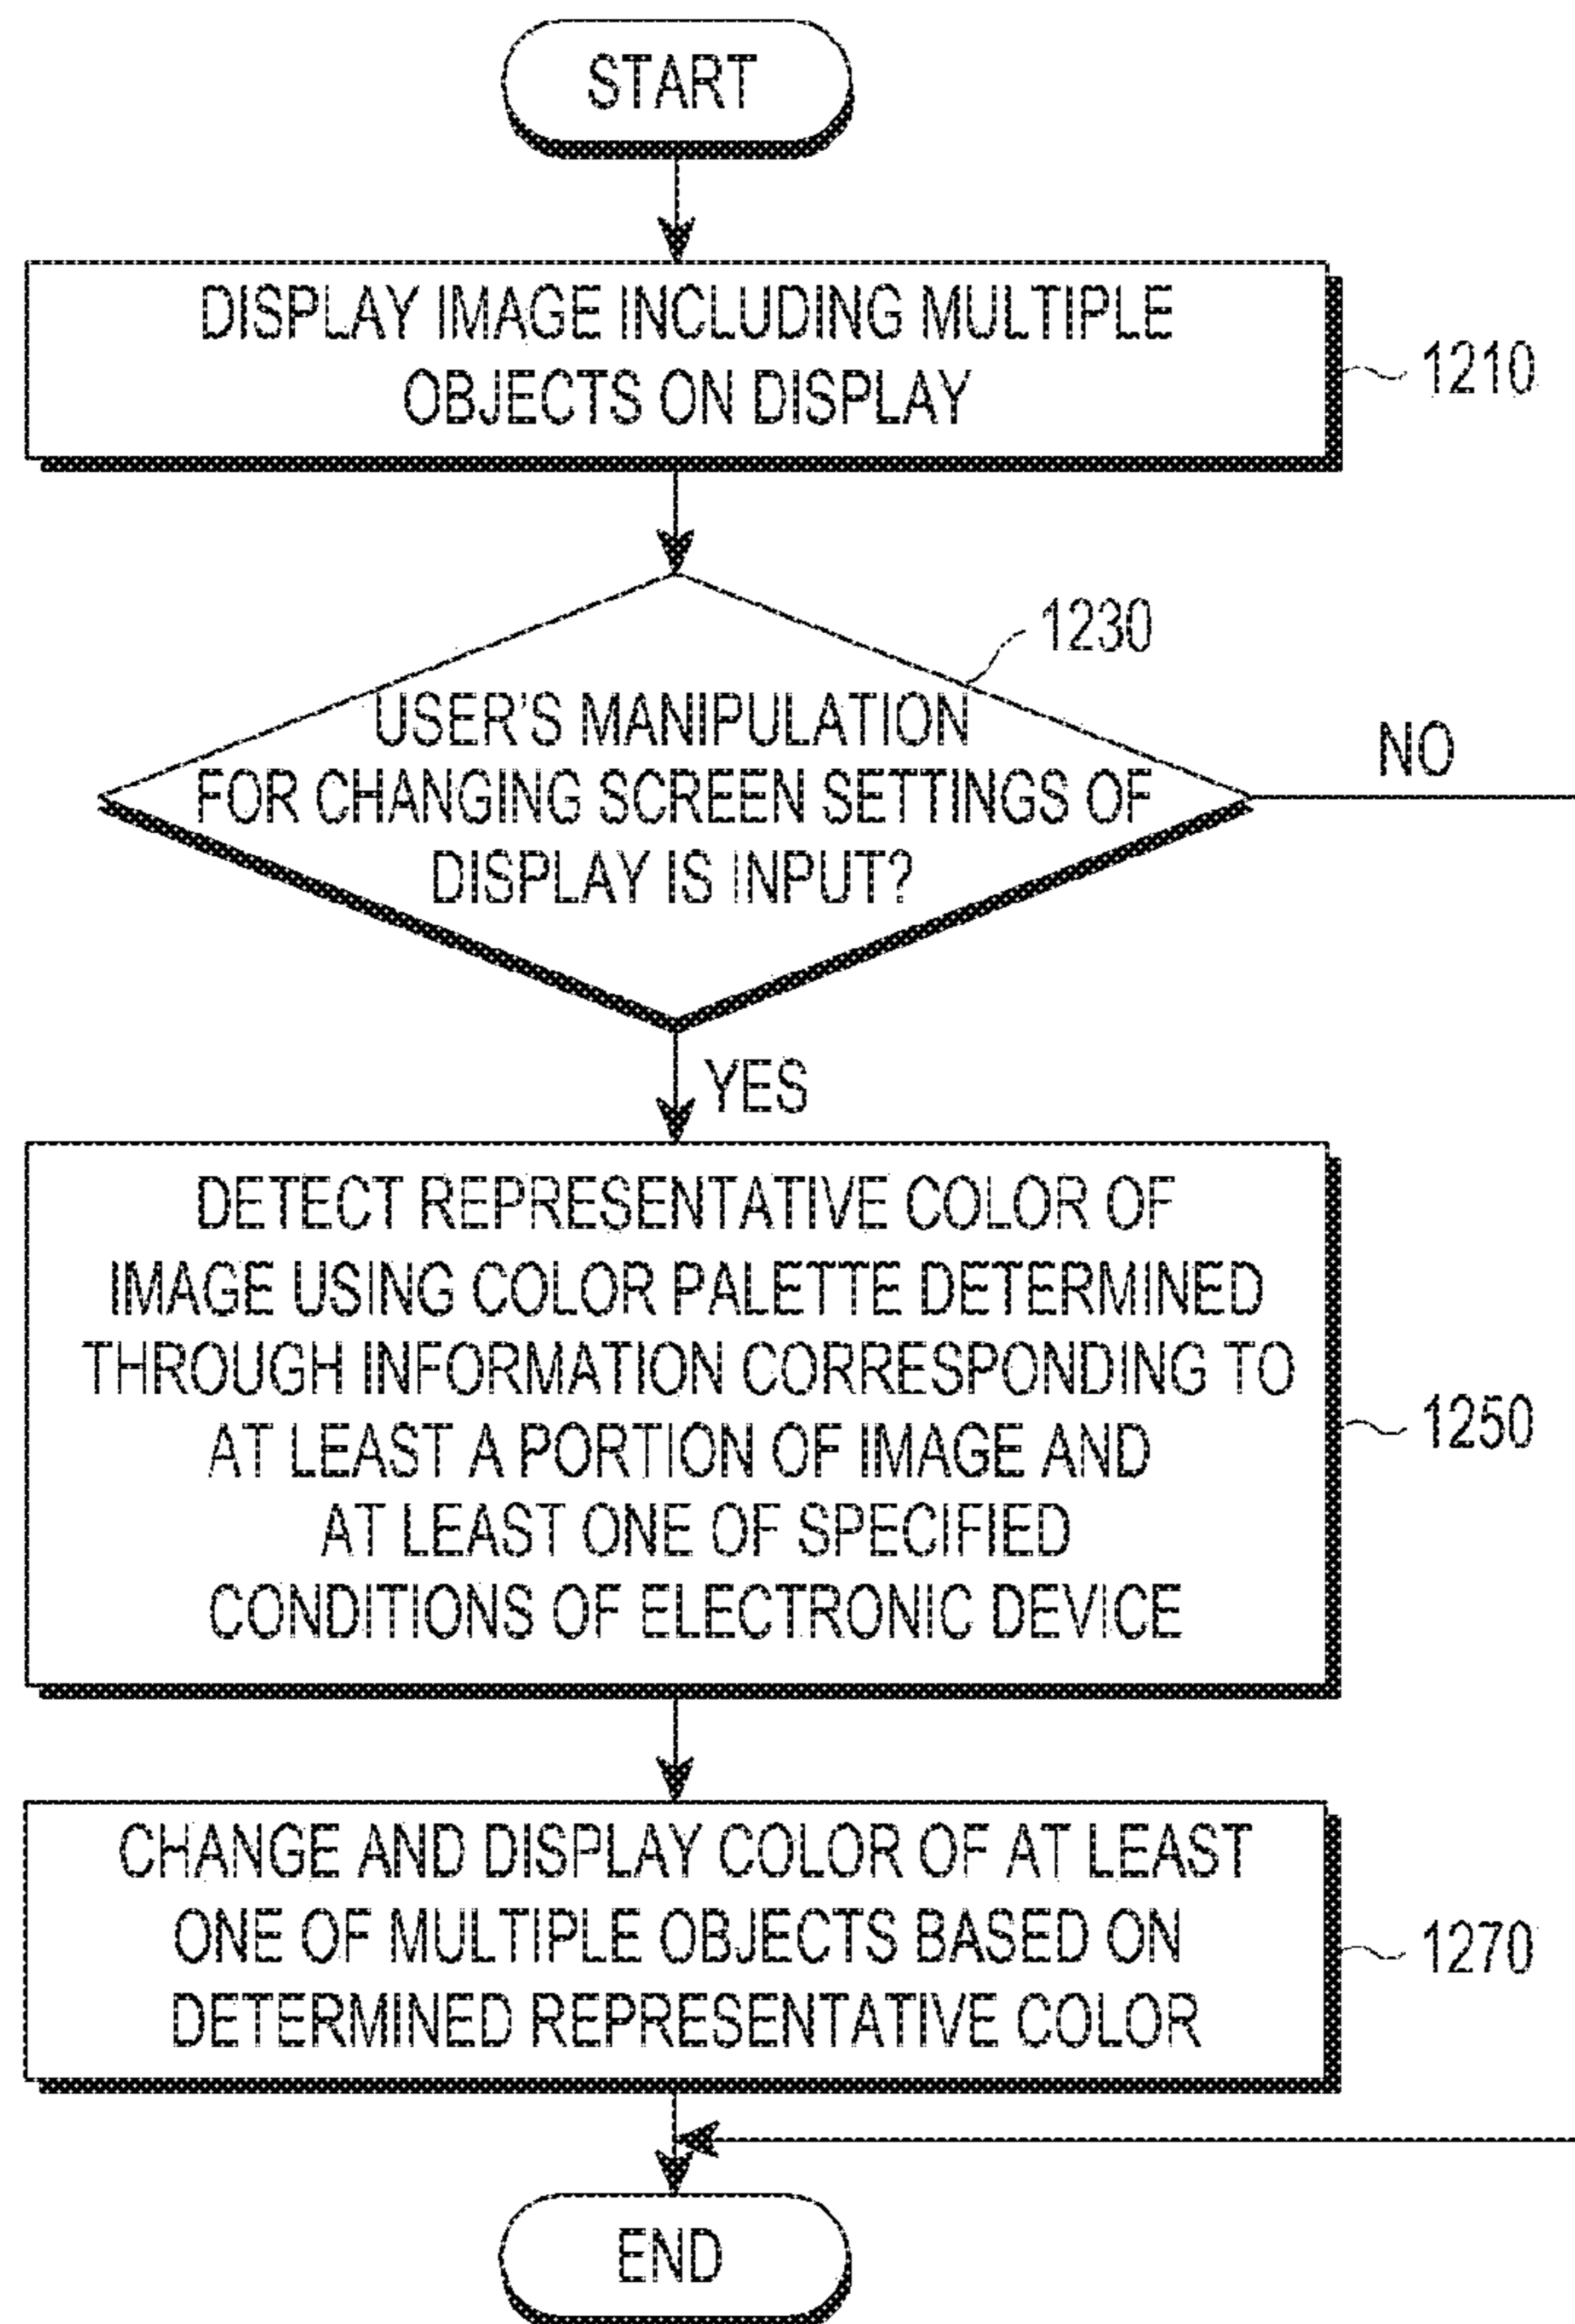 START
DISPLAY IMAGE INCLUDING MULTIPLE
OBJECTS ON DISPLAY
1210
1230
USER'S MANIPULATION
FOR CHANGING SCREEN SETTINGS OF
DISPLAY IS INPUT?
NO
YES
DETECT REPRESENTATIVE COLOR OF
IMAGE USING COLOR PALETTE DETERMINED
THROUGH INFORMATION CORRESPONDING TO
AT LEAST A PORTION OF IMAGE AND
AT LEAST ONE OF SPECIFIED
CONDITIONS OF ELECTRONIC DEVICE
1250
CHANGE AND DISPLAY COLOR OF AT LEAST
ONE OF MULTIPLE OBJECTS BASED ON
DETERMINED REPRESENTATIVE COLOR
1270
END